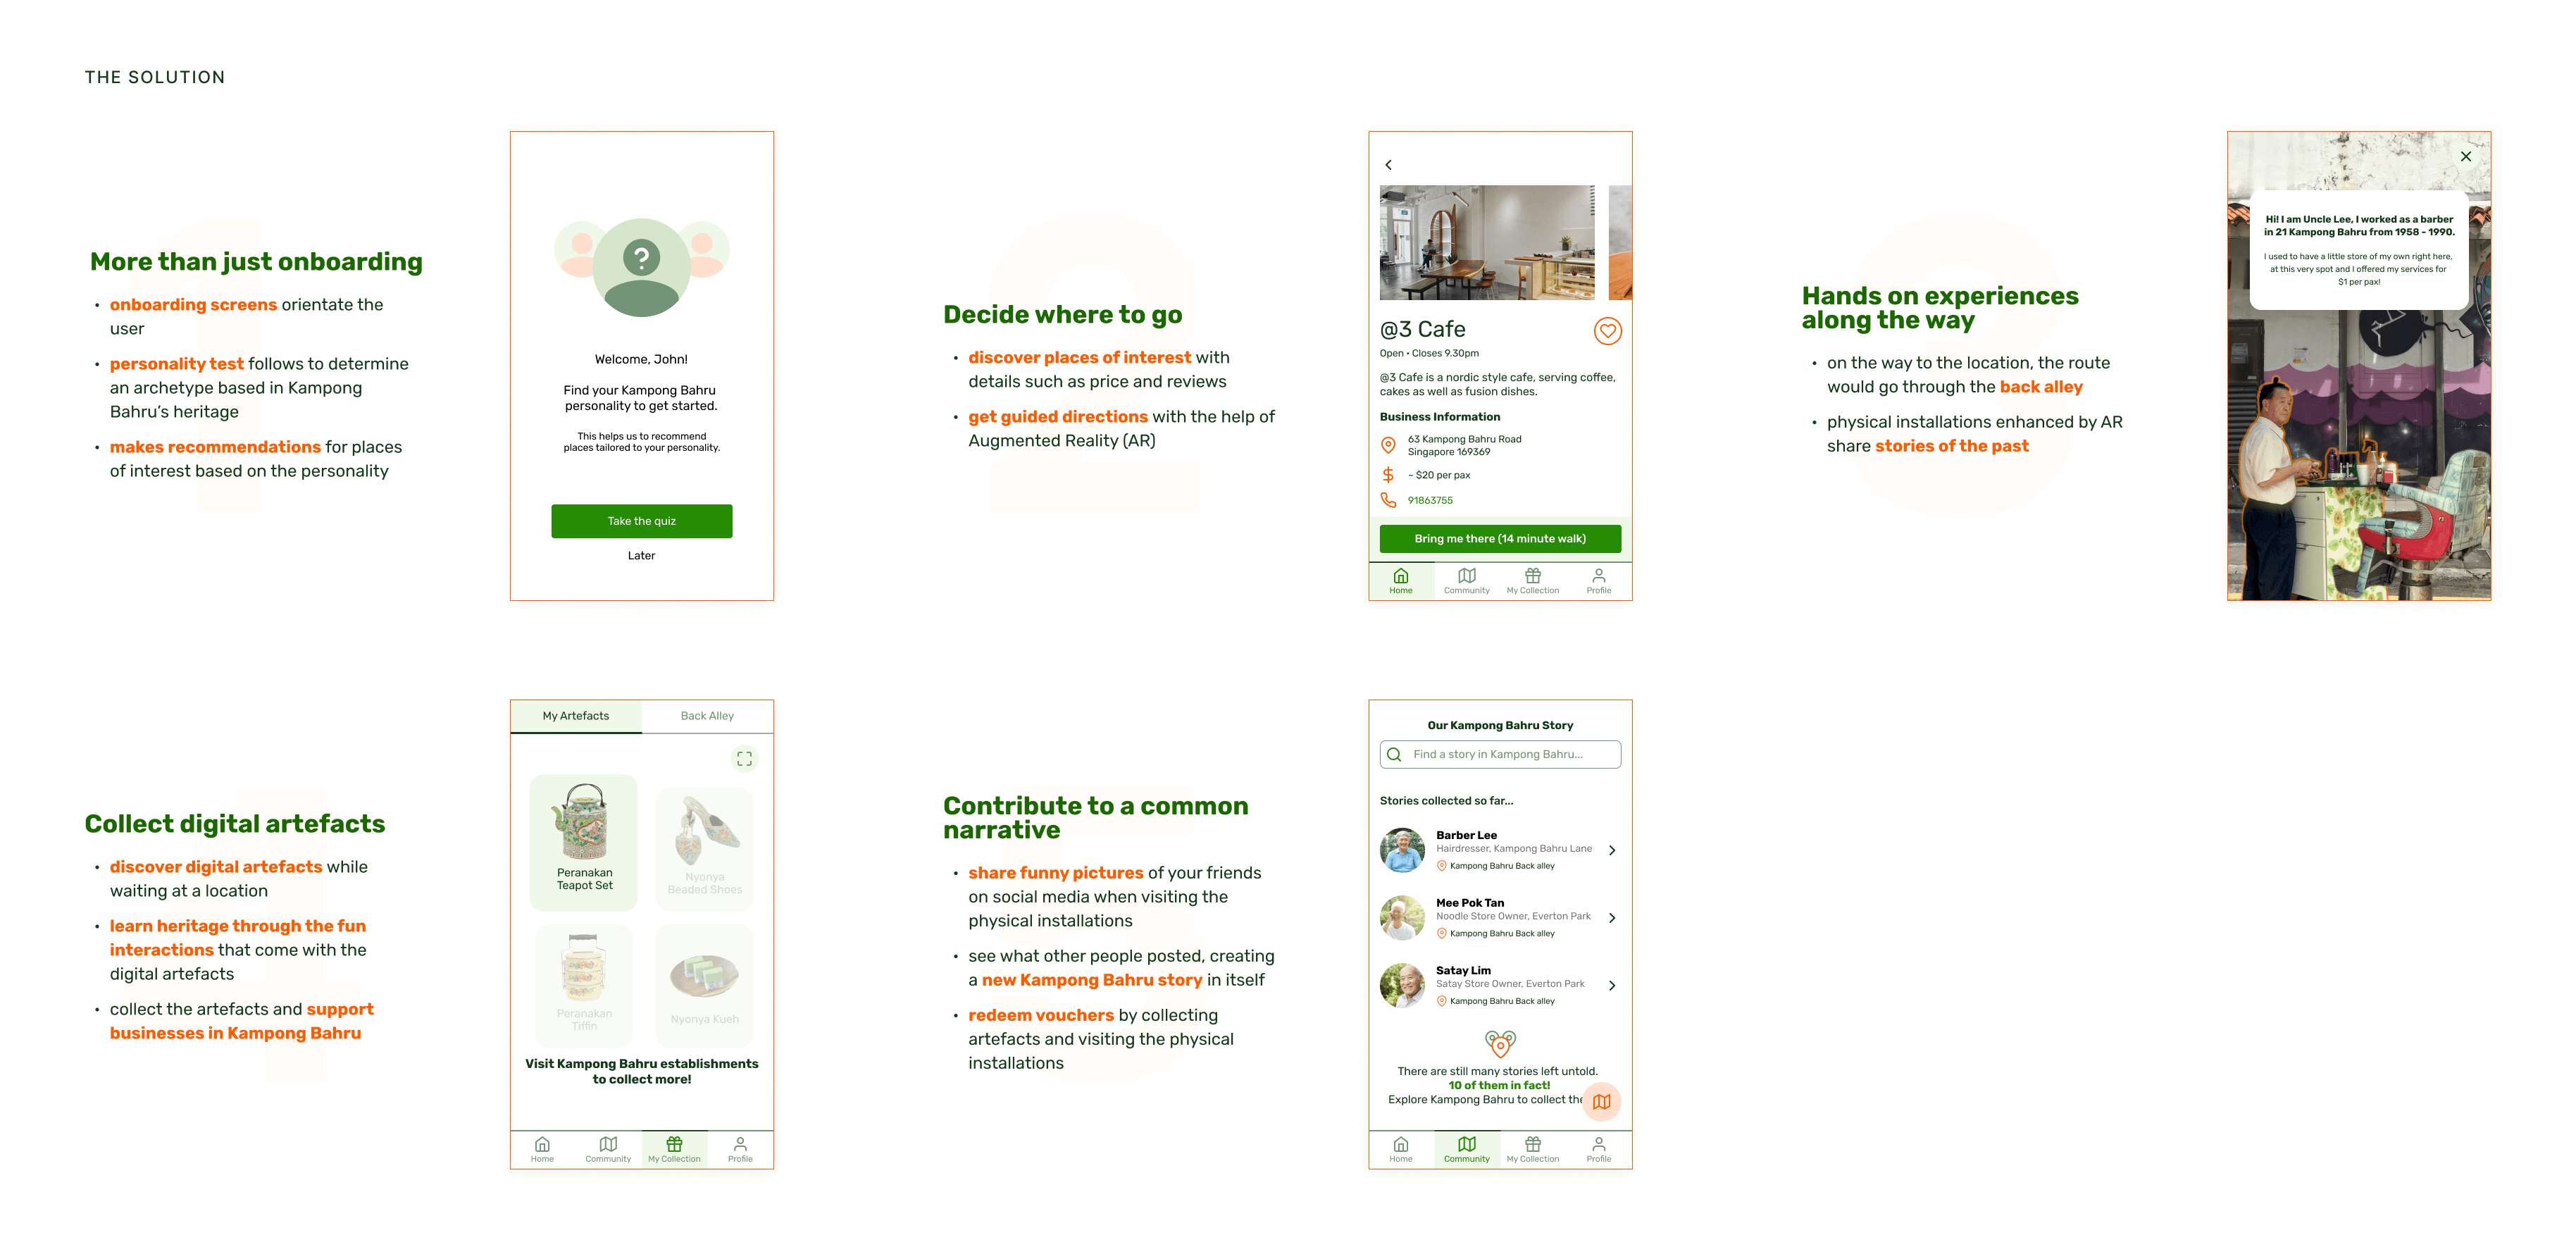 THE SOLUTION
1
More than just onboarding
• onboarding screens orientate the
user
• personality test follows to determine
an archetype based in Kampong
Bahru’s heritage
• makes recommendations for places
of interest based on the personality
?
Welcome, John!
Find your Kampong Bahru
personality to get started.
This helps us to recommend
places tailored to your personality.
Take the quiz
Later
2
Decide where to go
• discover places of interest with
details such as price and reviews
• get guided directions with the help of
Augmented Reality (AR)
@3 Cafe
Open • Closes 9.30pm
@3 Cafe is a nordic style cafe, serving coffee,
cakes as well as fusion dishes.
Business Information
63 Kampong Bahru Road
Singapore 169369
~ $20 per pax
91863755
Bring me there (14 minute walk)
Home
Community
My Collection
Profile
3
Hands on experiences
along the way
• on the way to the location, the route
would go through the back alley
• physical installations enhanced by AR
share stories of the past
Hi! I am Uncle Lee, I worked as a barber
in 21 Kampong Bahru from 1958 - 1990.
I used to have a little store of my own right here,
at this very spot and I offered my services for
$1 per pax!
4
Collect digital artefacts
• discover digital artefacts while
waiting at a location
• learn heritage through the fun
interactions that come with the
digital artefacts
• collect the artefacts and support
businesses in Kampong Bahru
My Artefacts
Back Alley
Peranakan
Teapot Set
Nyonya
Beaded Shoes
Peranakan
Tiffin
Nyonya Kueh
Visit Kampong Bahru establishments
to collect more!
Home
Community
My Collection
Profile
5
Contribute to a common
narrative
• share funny pictures of your friends
on social media when visiting the
physical installations
• see what other people posted, creating
a new Kampong Bahru story in itself
• redeem vouchers by collecting
artefacts and visiting the physical
installations
Our Kampong Bahru Story
Find a story in Kampong Bahru...
Stories collected so far...
Barber Lee
Hairdresser, Kampong Bahru Lane
Kampong Bahru Back alley
Mee Pok Tan
Noodle Store Owner, Everton Park
Kampong Bahru Back alley
Satay Lim
Satay Store Owner, Everton Park
Kampong Bahru Back alley
There are still many stories left untold.
10 of them in fact!
Explore Kampong Bahru to collect the
Home
Community
My Collection
Profile